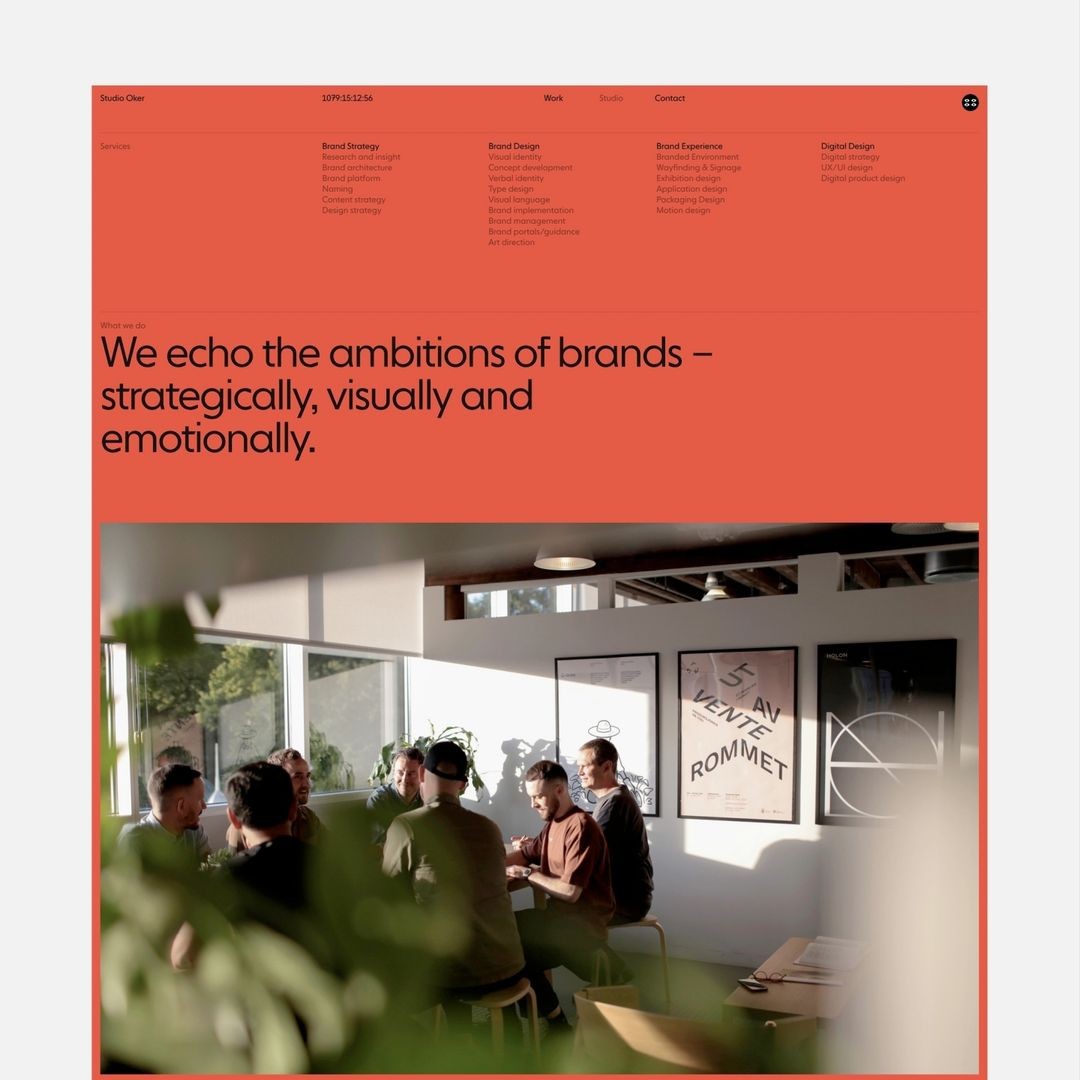 Studio Oker
1079:15:12:56
Work
Studio
Contact
Services
Brand Strategy
Research and insight
Brand architecture
Brand platform
Naming
Content strategy
Design strategy
Brand Design
Visual identity
Concept development
Verbal identity
Type design
Visual language
Brand implementation
Brand management
Brand portals/guidance
Art direction
Brand Experience
Branded Environment
Wayfinding & Signage
Exhibition design
Application design
Packaging Design
Motion design
Digital Design
Digital strategy
UX/UI design
Digital product design
What we do
We echo the ambitions of brands –
strategically, visually and
emotionally.
AV
VENTE
ROMMET
HOLON